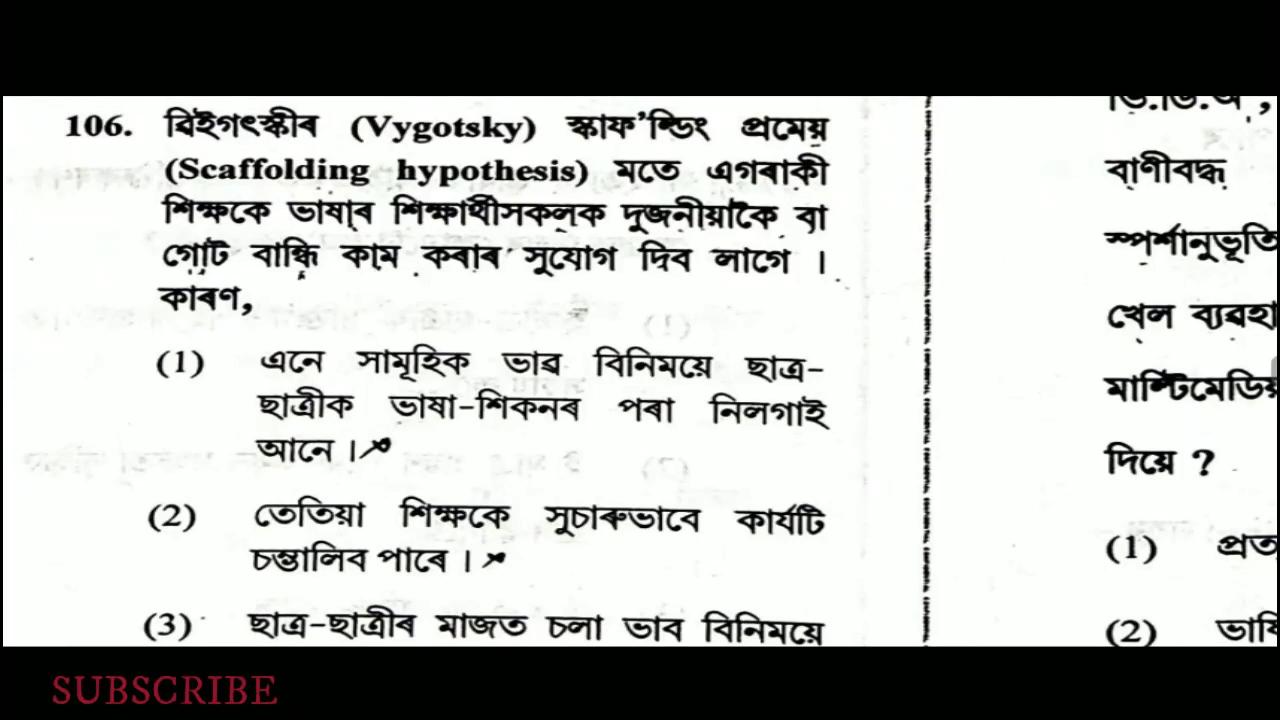 106. ৱিইগৎস্কীৰ (Vygotsky) স্কাফ'ল্ডিং প্ৰমেয়
(Scaffolding hypothesis) মতে এগৰাকী
শিক্ষকে ভাষাৰ শিক্ষাৰ্থীসকলক দুজনীয়াকৈ বা
গোট বান্ধি কাম কৰাৰ সুযোগ দিব লাগে ।
কাৰণ,
(1) এনে সামূহিক ভাৱ বিনিময়ে ছাত্ৰ-
ছাত্ৰীক ভাষা-শিকনৰ পৰা নিলগাই
আনে ।
(2) তেতিয়া শিক্ষকে সুচাৰুভাবে কাৰ্যটি
চম্ভালিব পাৰে ।
(3) ছাত্ৰ-ছাত্ৰীৰ মাজত চলা ভাব বিনিময়ে
বাণীবদ্ধ
স্পৰ্শানুভূতি
খেল ব্যৱহা
মাল্টিমেডিয়
দিয়ে ?
(1) প্ৰত
(2)
SUBSCRIBE